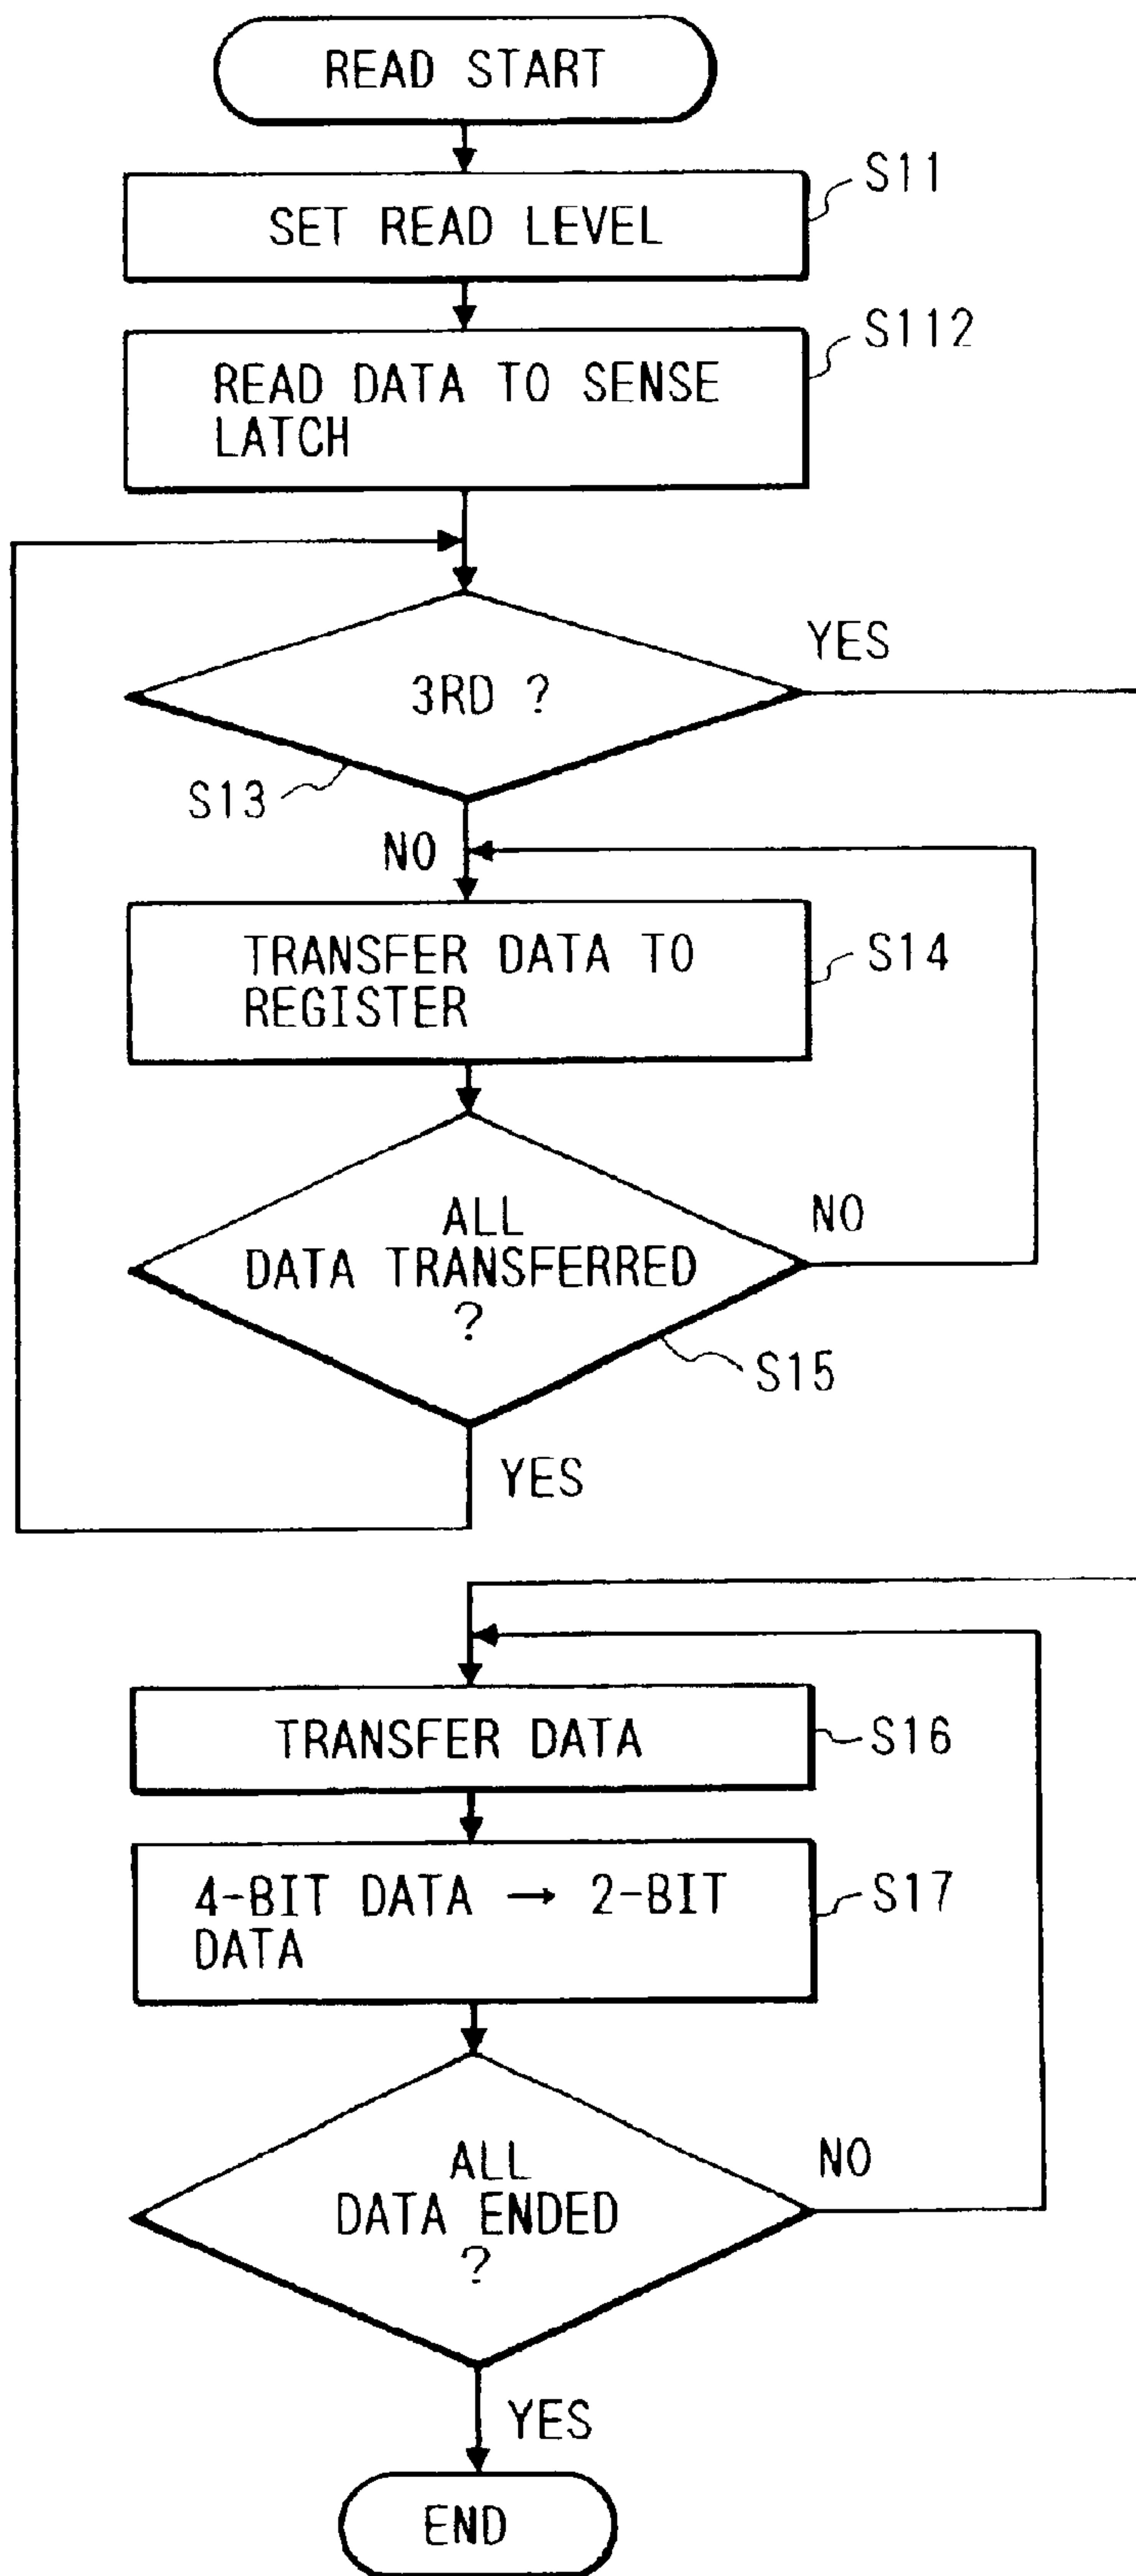 READ START
S11
SET READ LEVEL
S112
READ DATA TO SENSE
LATCH
YES
3RD ?
S13
NO
TRANSFER DATA TO
REGISTER
S14
ALL
DATA TRANSFERRED
?
NO
S15
YES
TRANSFER DATA
S16
4-BIT DATA → 2-BIT
DATA
S17
ALL
DATA ENDED
?
NO
YES
END